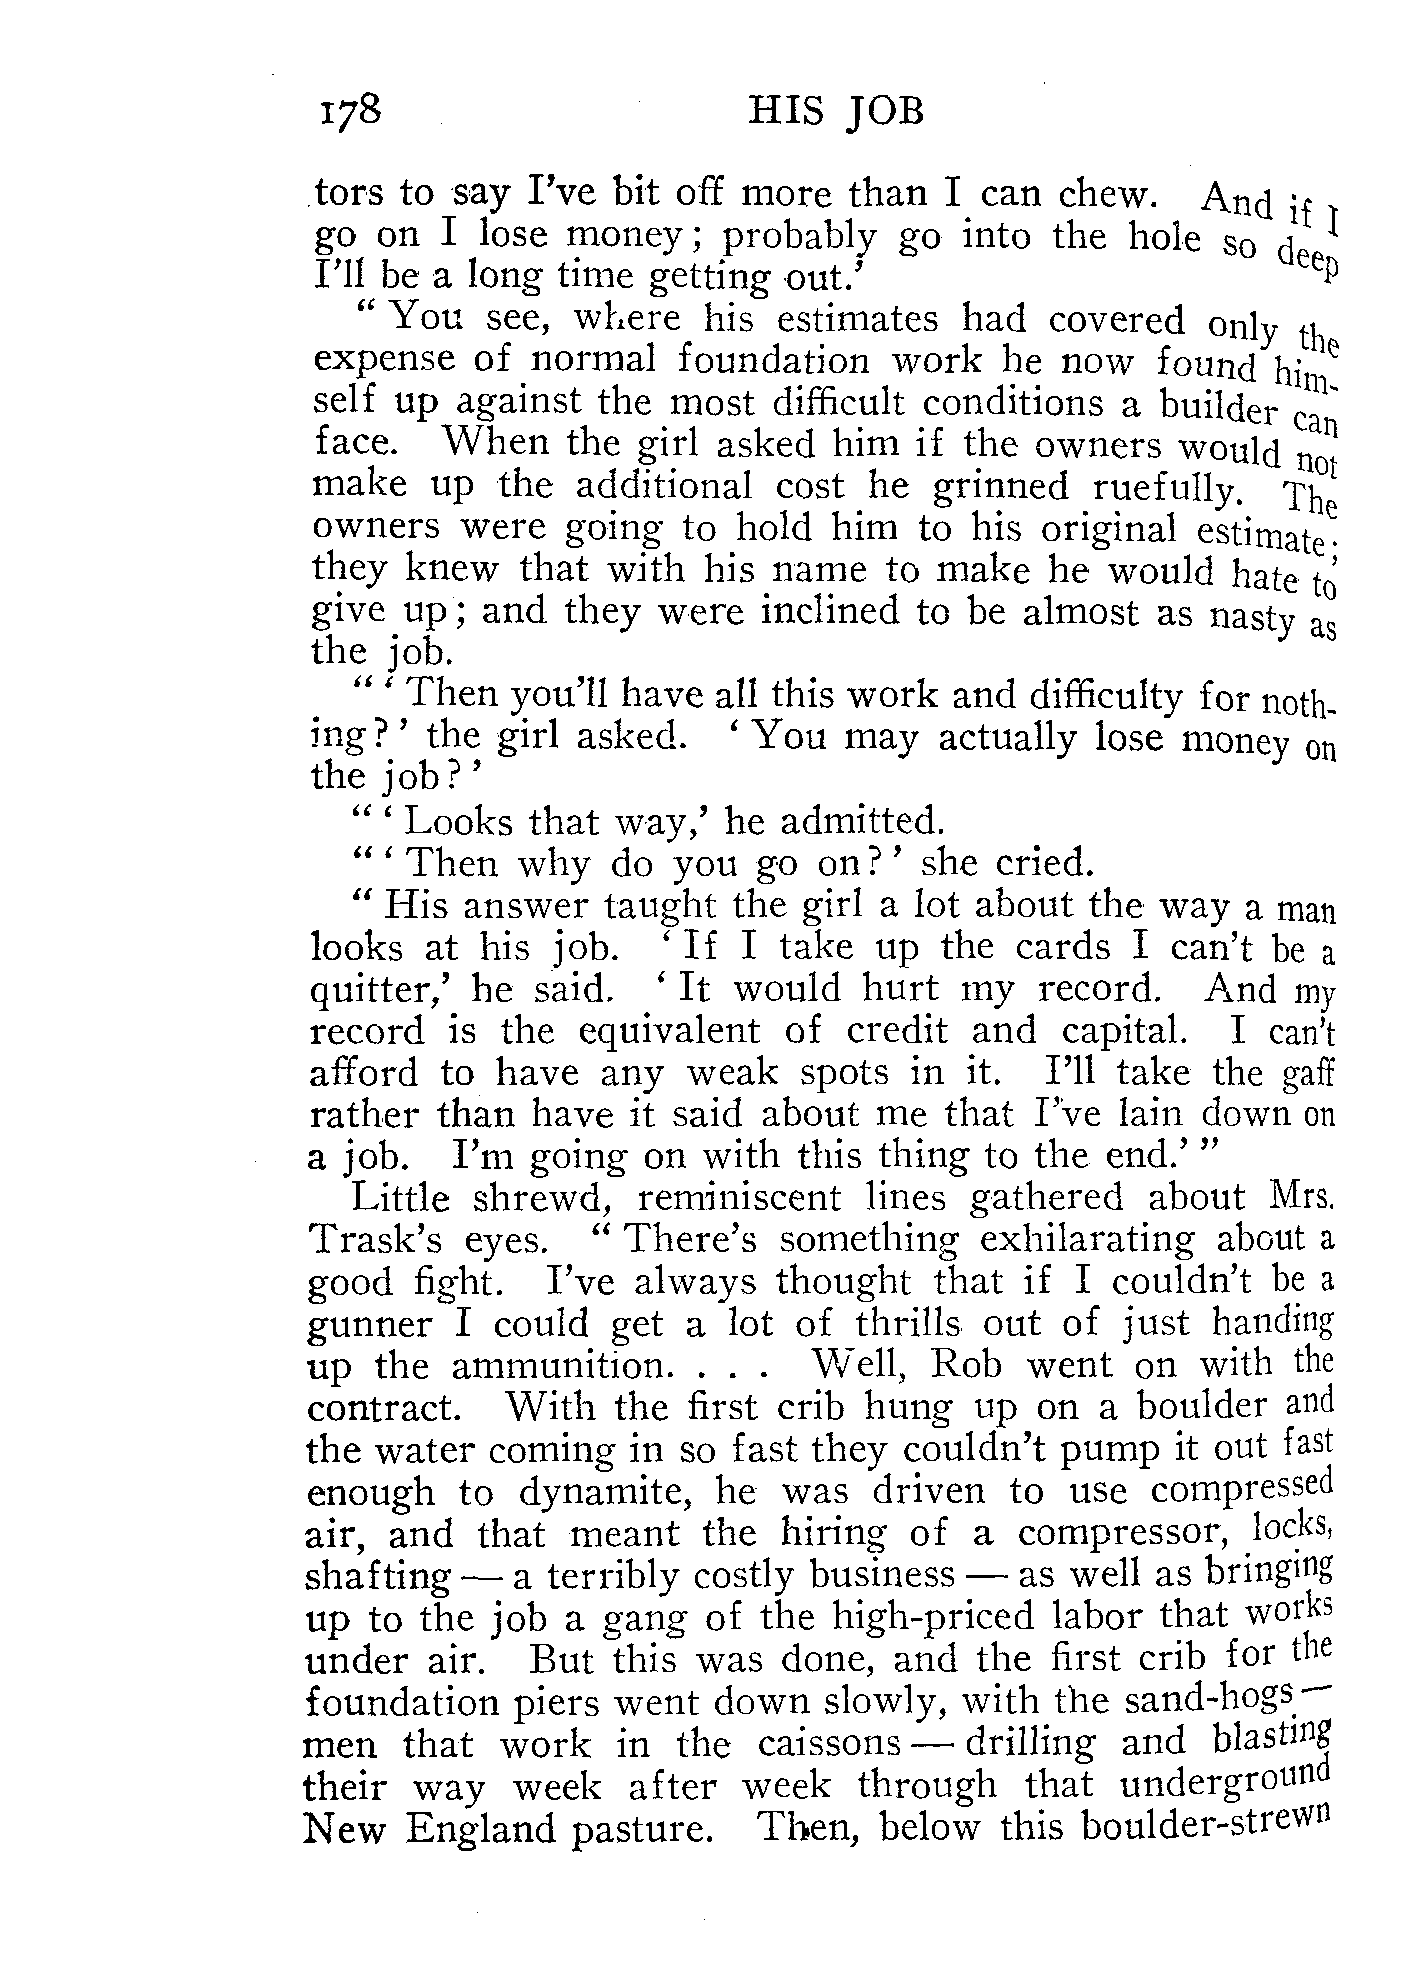 178 HIS JOB
tors to say I've bit off more than I can chew. And if I
go on I lose money; probably go into the hole so deep
I'll be a long time getting out.'
" You see, where his estimates had covered only the
expense of normal foundation work he now found him-
self up against the most difficult conditions a builder can
face. When the girl asked him if the owners would not
make up the additional cost he grinned ruefully. The
owners were going to hold him to his original estimate;
they knew that with his name to make he would hate to
give up; and they were inclined to be almost as nasty as
the job.
" ' Then you'll have all this work and difficulty for noth-
ing?' the girl asked. ' You may actually lose money on
the job?'
" ' Looks that way,' he admitted.
" ' Then why do you go on?' she cried.
" His answer taught the girl a lot about the way a man
looks at his job. ' If I take up the cards I can't be a
quitter,' he said. ' It would hurt my record. And my
record is the equivalent of credit and capital. I can't
afford to have any weak spots in it. I'll take the gaff
rather than have it said about me that I've lain down on
a job. I'm going on with this thing to the end.' "
Little shrewd, reminiscent lines gathered about Mrs.
Trask's eyes. " There's something exhilarating about a
good fight. I've always thought that if I couldn't be a
gunner I could get a lot of thrills out of just handing
up the ammunition. . . . Well, Rob went on with the
contract. With the first crib hung up on a boulder and
the water coming in so fast they couldn't pump it out fast
enough to dynamite, he was driven to use compressed
air, and that meant the hiring of a compressor, locks,
shafting — a terribly costly business — as well as bringing
up to the job a gang of the high-priced labor that works
under air. But this was done, and the first crib for the
foundation piers went down slowly, with the sand-hogs —
men that work in the caissons — drilling and blasting
their way week after week through that underground
New England pasture. Then, below this boulder-strewn